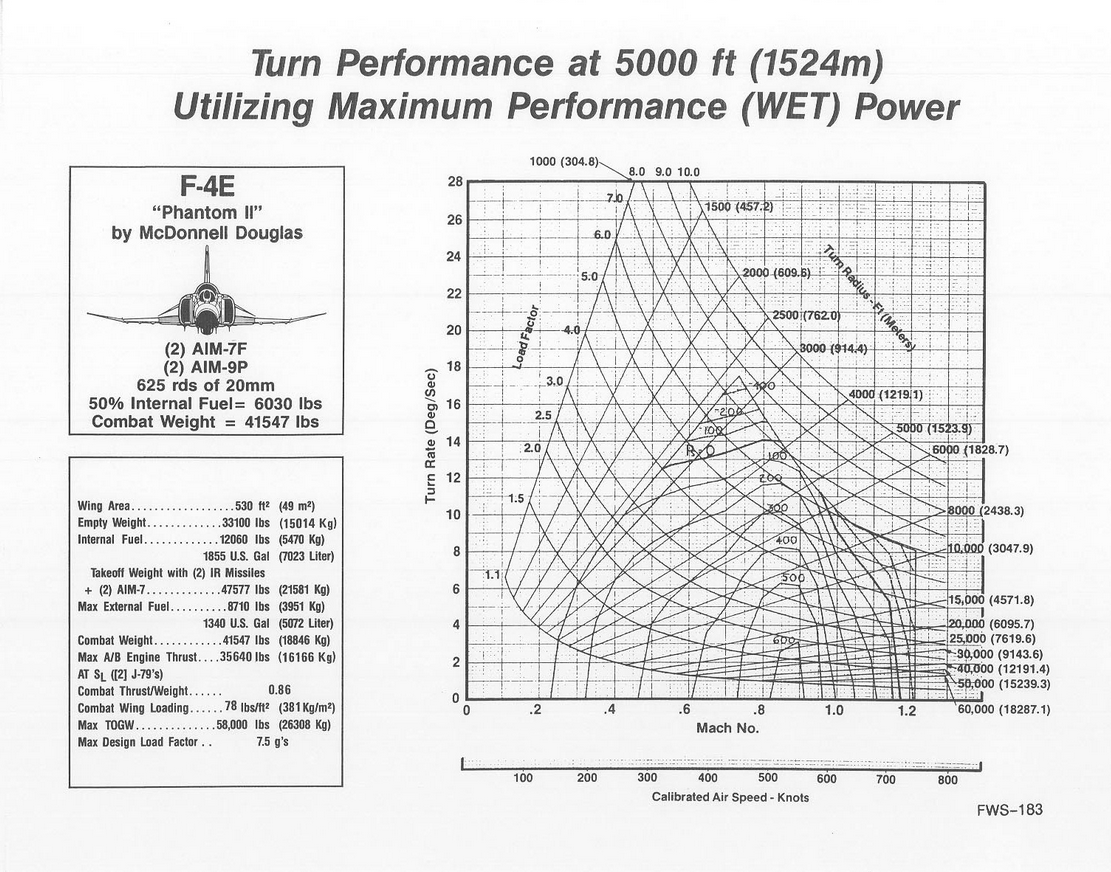 Turn Performance at 5000 ft (1524m)
Utilizing Maximum Performance (WET) Power
F-4E
“Phantom II”
by McDonnell Douglas
(2) AIM-7F
(2) AIM-9P
625 rds of 20mm
50% Internal Fuel= 6030 lbs
Combat Weight = 41547 lbs
Wing Area.................530 ft² (49 m²)
Empty Weight............33100 lbs (15014 Kg)
Internal Fuel.............12060 lbs (5470 Kg)
1855 U.S. Gal (7023 Liter)
Takeoff Weight with (2) IR Missiles
+ (2) AIM-7..............47577 lbs (21581 Kg)
Max External Fuel.........8710 lbs (3951 Kg)
1340 U.S. Gal (5072 Liter)
Combat Weight...........41547 lbs (18846 Kg)
Max A/B Engine Thrust....35640 lbs (16166 Kg)
AT SL ([2] J-79's)
Combat Thrust/Weight...... 0.86
Combat Wing Loading......78 lbs/ft² (381 Kg/m²)
Max TOGW..............58,000 lbs (26308 Kg)
Max Design Load Factor . . 7.5 g's
1000 (304.8)
8.0 9.0 10.0
7.0
6.0
5.0
4.0
3.0
2.5
2.0
1.5
1.1
Load Factor
1500 (457.2)
2000 (609.6)
2500 (762.0)
3000 (914.4)
4000 (1219.1)
5000 (1523.9)
6000 (1828.7)
8000 (2438.3)
10,000 (3047.9)
15,000 (4571.8)
20,000 (6095.7)
25,000 (7619.6)
30,000 (9143.6)
40,000 (12191.4)
50,000 (15239.3)
60,000 (18287.1)
Turn Radius - Ft (Meters)
-400
-200
-100
Ps=0
100
200
300
400
500
600
28
26
24
22
20
18
16
14
12
10
8
6
4
2
0
Turn Rate (Deg/Sec)
0 .2 .4 .6 .8 1.0 1.2
Mach No.
100 200 300 400 500 600 700 800
Calibrated Air Speed - Knots
FWS-183